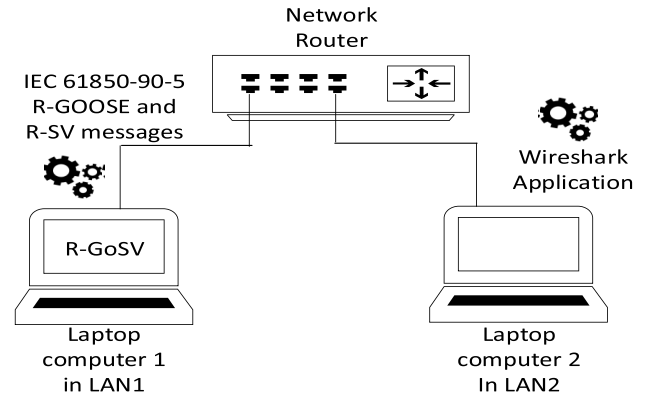 Network
Router
IEC 61850-90-5
R-GOOSE and
R-SV messages
Wireshark
Application
R-GoSV
Laptop
computer 1
in LAN1
Laptop
computer 2
In LAN2